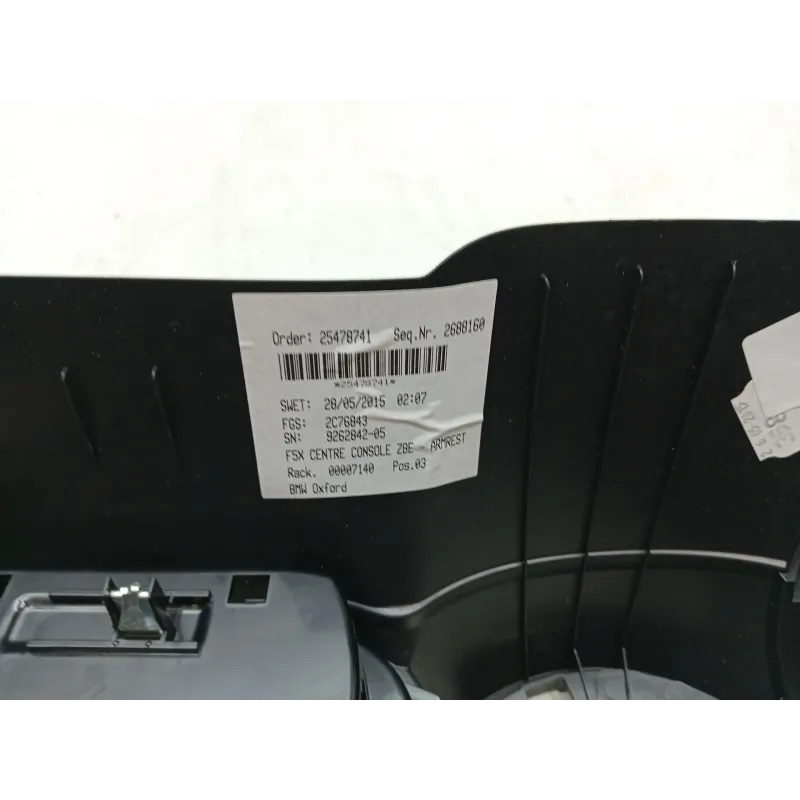 Order: 25478741 Seq.Nr. 2688160
*25478741*
SWET: 28/05/2015 02:07
FGS: 2C76843
SN: 9262842-05
F5X CENTRE CONSOLE ZBE - ARMREST
Rack. 00007140 Pos.03
BMW Oxford